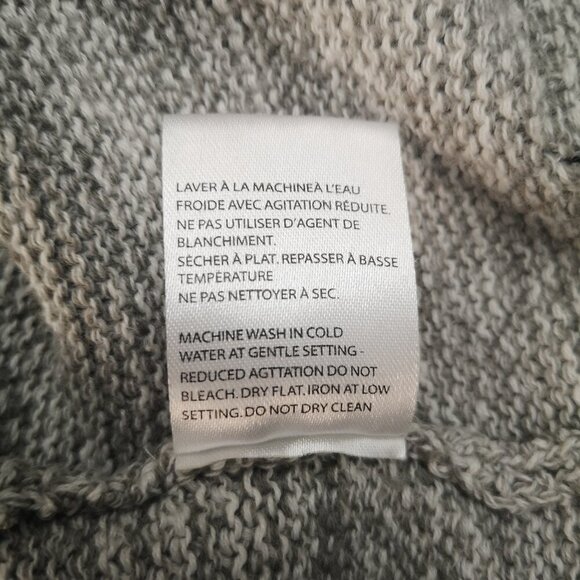 LAVER À LA MACHINEÀ L'EAU
FROIDE AVEC AGITATION RÉDUITE.
NE PAS UTILISER D'AGENT DE
BLANCHIMENT.
SÉCHER À PLAT. REPASSER À BASSE
TEMPÉRATURE
NE PAS NETTOYER À SEC.
MACHINE WASH IN COLD
WATER AT GENTLE SETTING -
REDUCED AGTTATION DO NOT
BLEACH. DRY FLAT. IRON AT LOW
SETTING. DO NOT DRY CLEAN